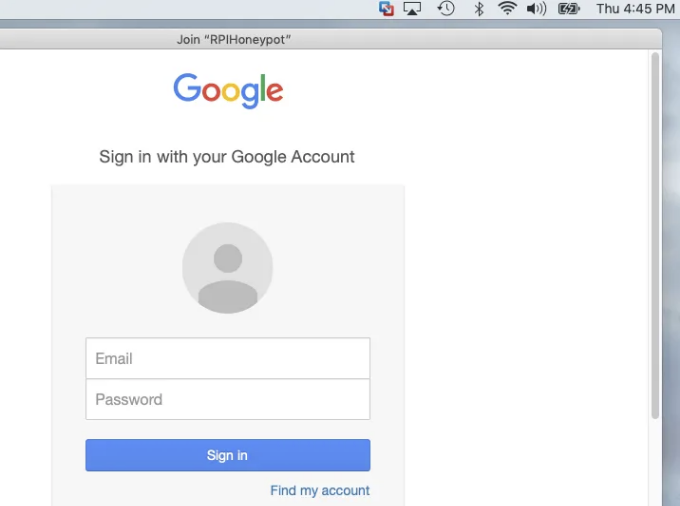 Thu 4:45 PM
Join “RPIHoneypot”
Google
Sign in with your Google Account
Email
Password
Sign in
Find my account